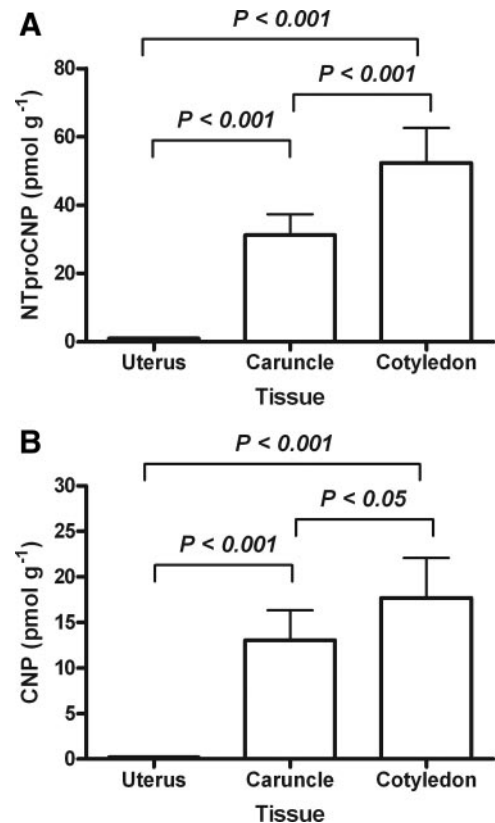 A
P < 0.001
P < 0.001
P < 0.001
NTproCNP (pmol g⁻¹)
80
60
40
20
0
Uterus Caruncle Cotyledon
Tissue
B
P < 0.001
P < 0.05
P < 0.001
CNP (pmol g⁻¹)
30
25
20
15
10
5
0
Uterus Caruncle Cotyledon
Tissue